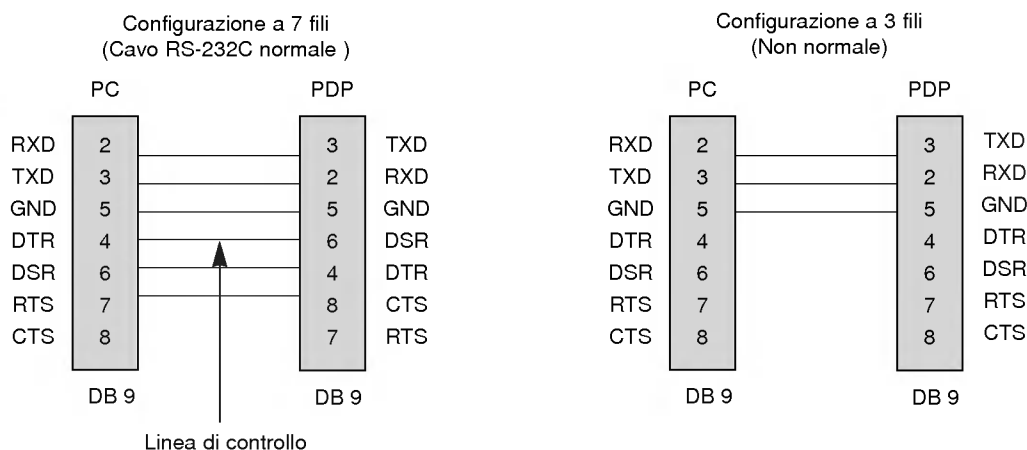 Configurazione a 7 fili
(Cavo RS-232C normale )
PC PDP
RXD 2 3 TXD
TXD 3 2 RXD
GND 5 5 GND
DTR 4 6 DSR
DSR 6 4 DTR
RTS 7 8 CTS
CTS 8 7 RTS
DB 9 DB 9
Linea di controllo
Configurazione a 3 fili
(Non normale)
PC PDP
RXD 2 3 TXD
TXD 3 2 RXD
GND 5 5 GND
DTR 4 4 DTR
DSR 6 6 DSR
RTS 7 7 RTS
CTS 8 8 CTS
DB 9 DB 9